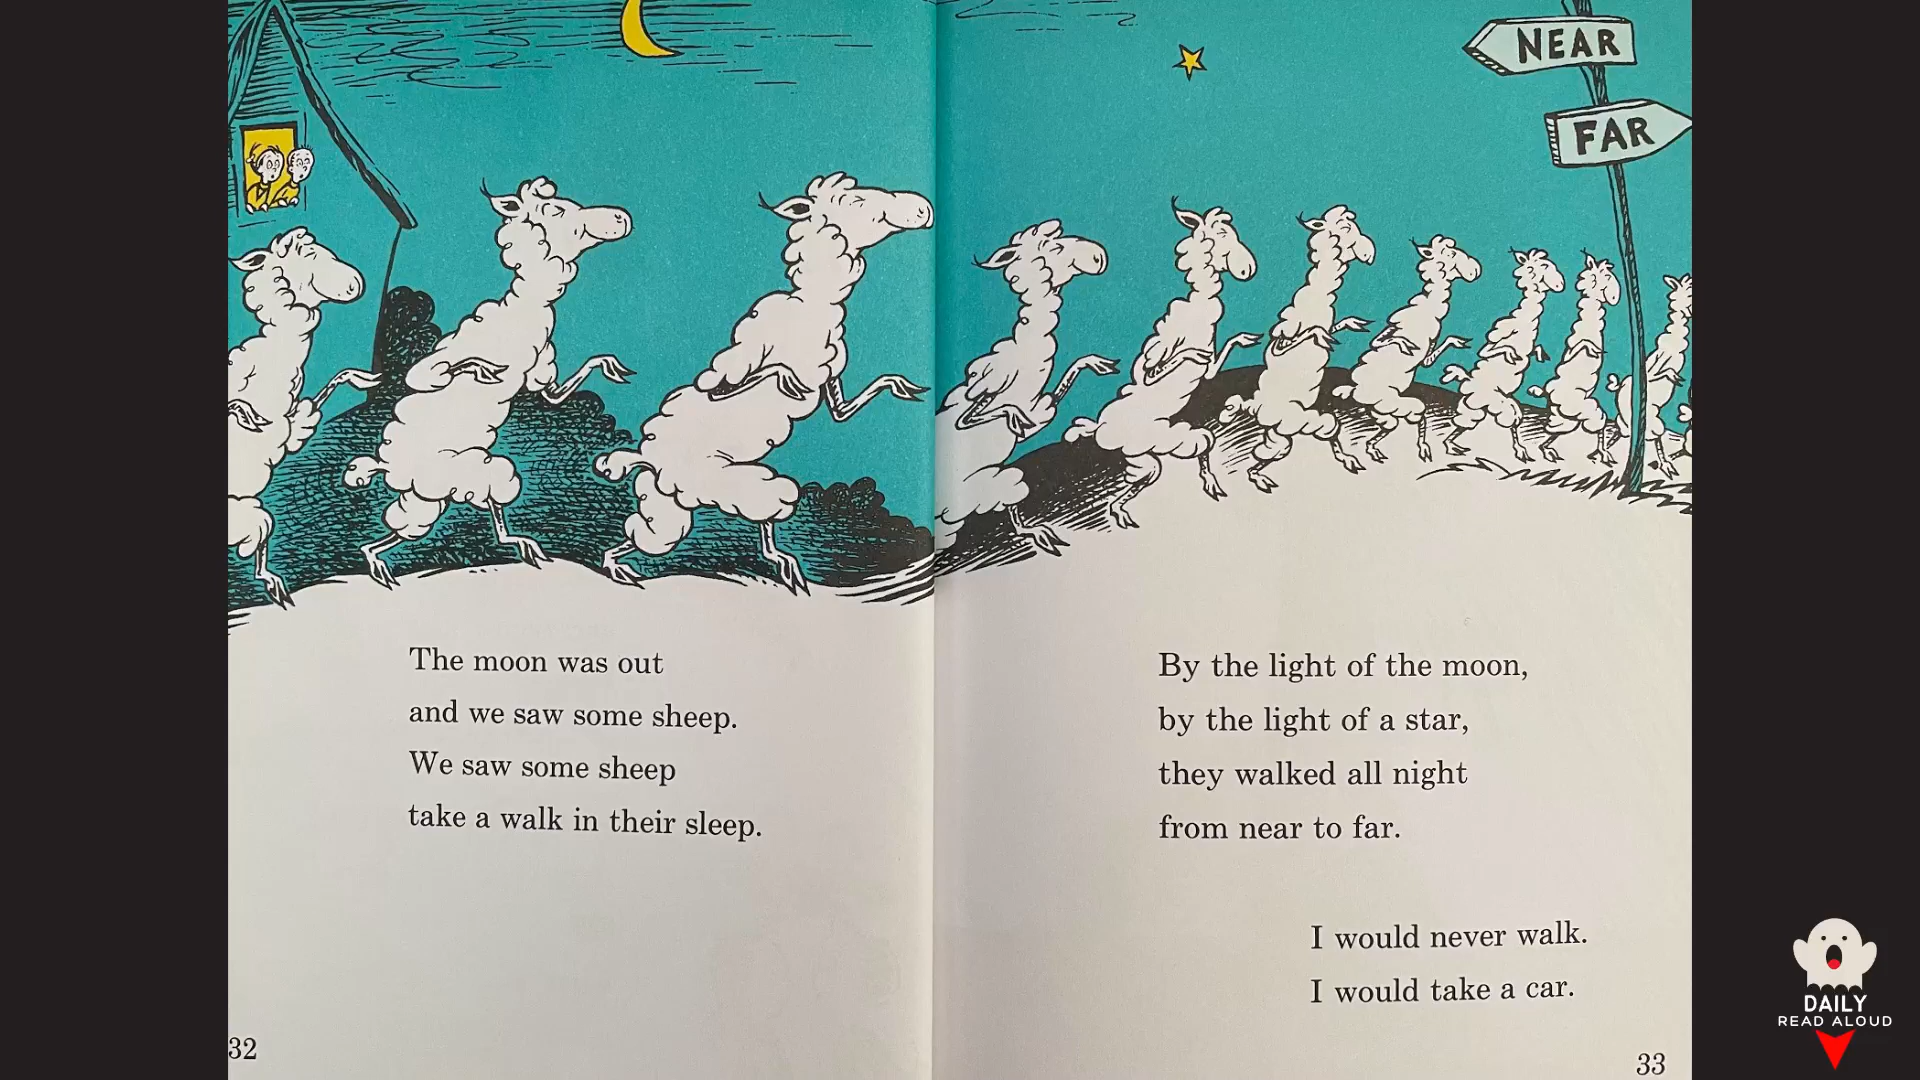 NEAR
FAR
The moon was out
and we saw some sheep.
We saw some sheep
take a walk in their sleep.
By the light of the moon,
by the light of a star,
they walked all night
from near to far.
I would never walk.
I would take a car.
32
33
DAILY
READ ALOUD